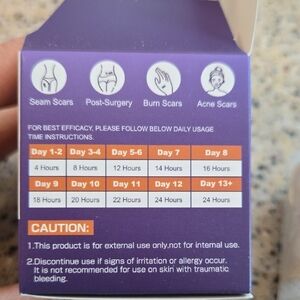 Seam Scars Post-Surgery Burn Scars Acne Scars
FOR BEST EFFICACY, PLEASE FOLLOW BELOW DAILY USAGE
TIME INSTRUCTIONS.
Day 1-2 Day 3-4 Day 5-6 Day 7 Day 8
4 Hours 8 Hours 12 Hours 14 Hours 16 Hours
Day 9 Day 10 Day 11 Day 12 Day 13+
18 Hours 20 Hours 22 Hours 24 Hours 24 Hours
CAUTION:
1.This product is for external use only,not for internal use.
2.Discontinue use if signs of irritation or allergy occur.
It is not recommended for use on skin with traumatic
bleeding.